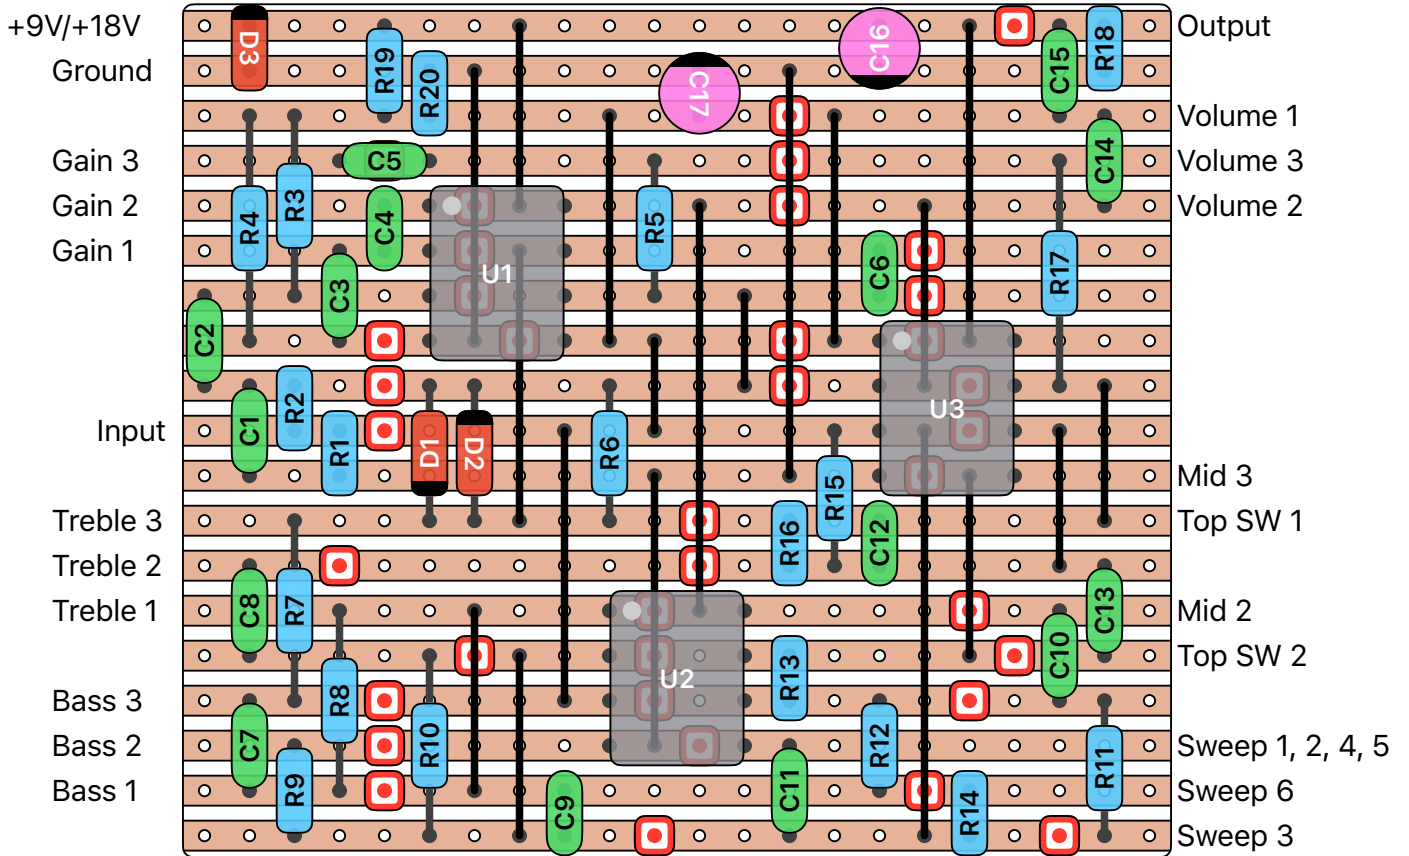 +9V/+18V
Output
D3
R19
R20
C17
C16
C15
R18
Ground
Volume 1
Gain 3
C5
C14
Volume 3
Gain 2
R4
R3
C4
R5
Volume 2
Gain 1
C3
U1
C6
R17
C2
U3
Input
C1
R2
R1
D1
D2
R6
R15
Mid 3
Treble 3
R16
C12
Top SW 1
Treble 2
Treble 1
C8
R7
C13
Mid 2
C10
Top SW 2
Bass 3
R8
U2
R13
Bass 2
C7
R10
R12
R11
Sweep 1, 2, 4, 5
Bass 1
R9
C9
C11
R14
Sweep 6
Sweep 3